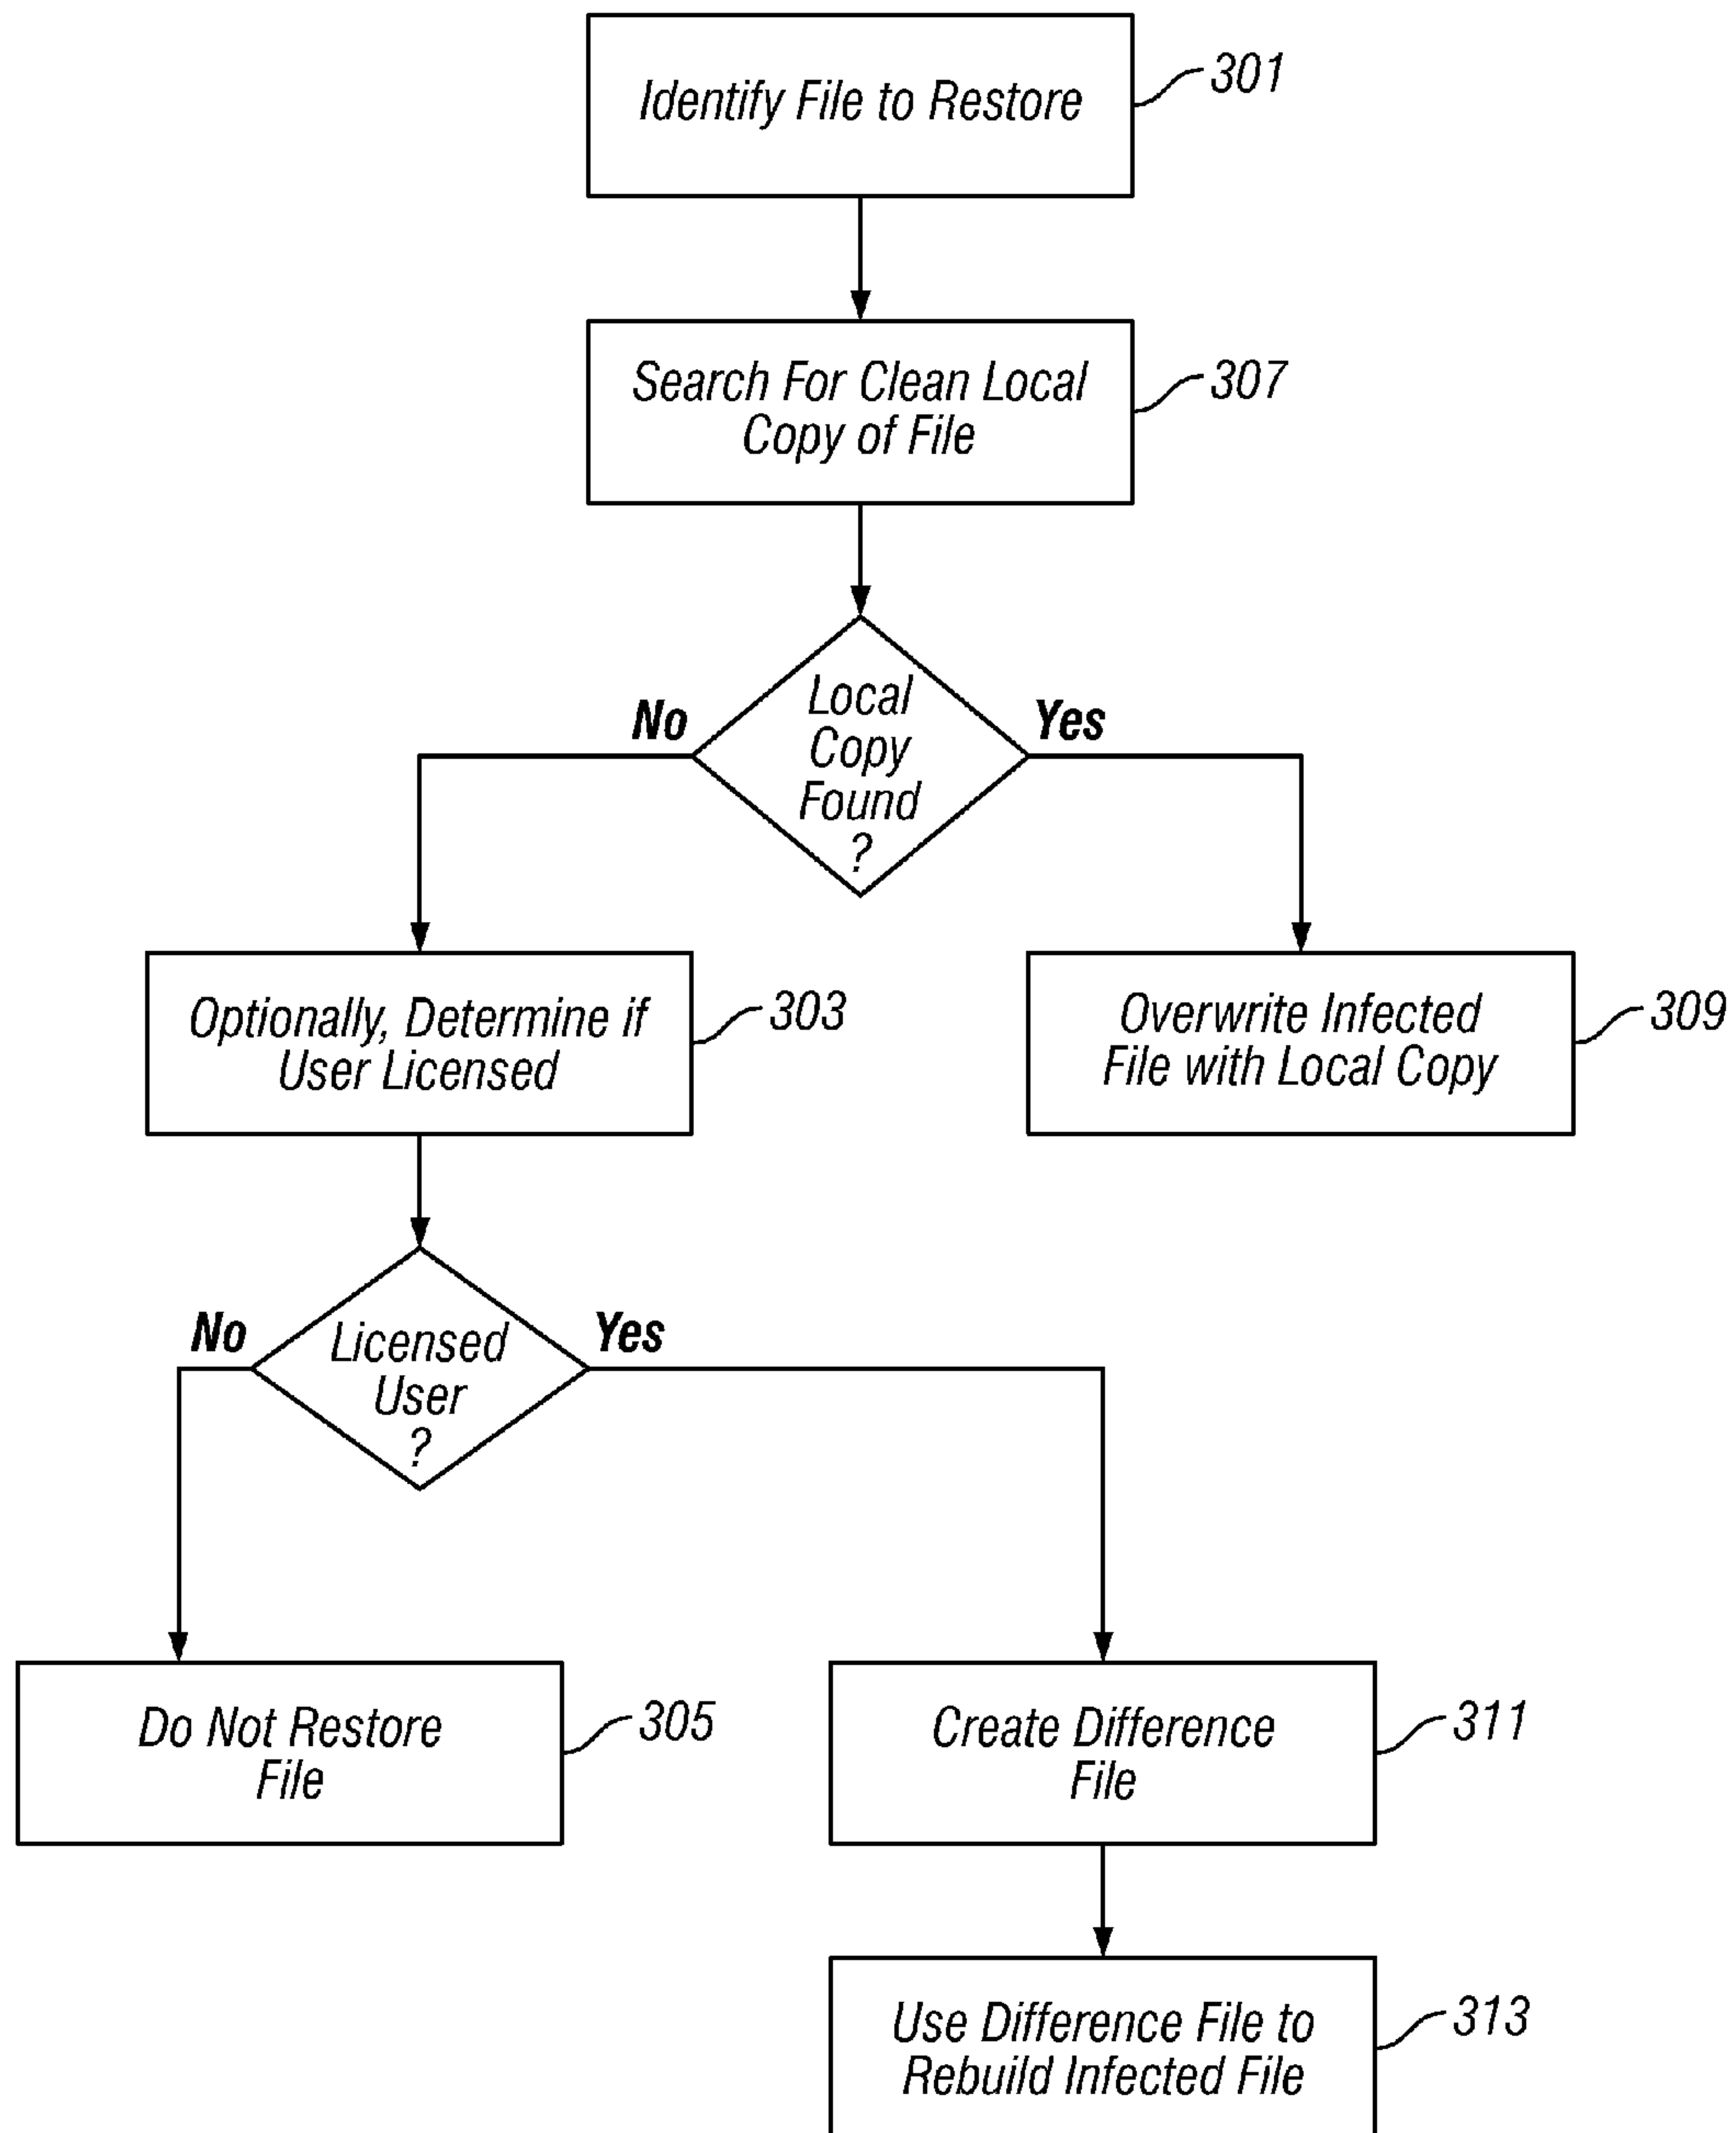 Identify File to Restore
301
Search For Clean Local
Copy of File
307
Local
Copy
Found
?
No
Yes
Optionally, Determine if
User Licensed
303
Overwrite Infected
File with Local Copy
309
Licensed
User
?
No
Yes
Do Not Restore
File
305
Create Difference
File
311
Use Difference File to
Rebuild Infected File
313